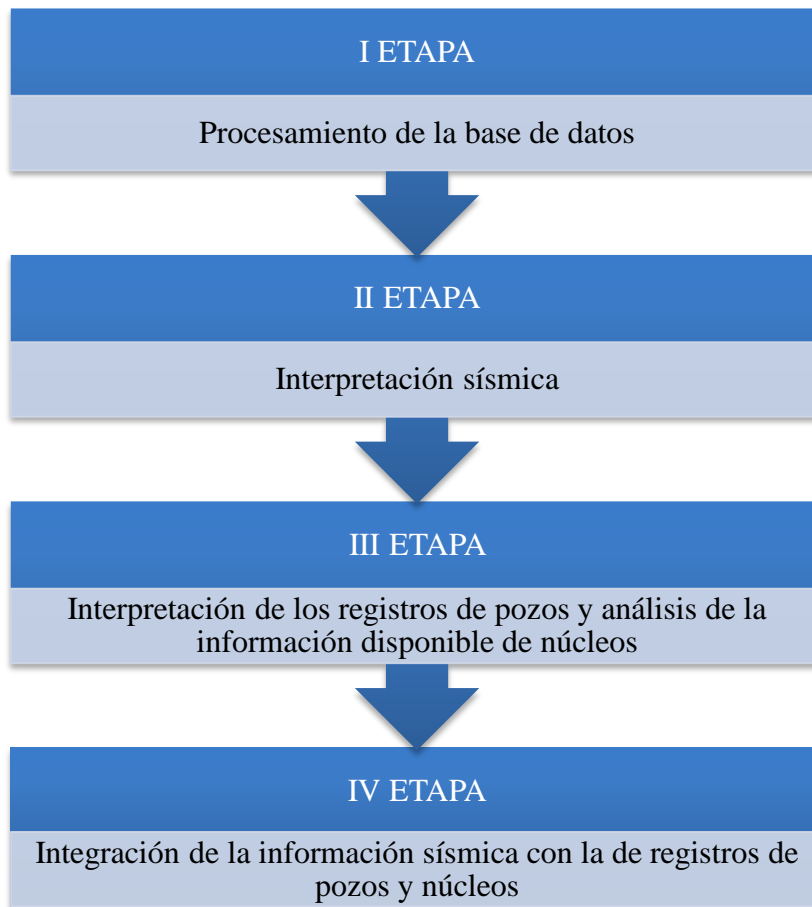 I ETAPA
Procesamiento de la base de datos
II ETAPA
Interpretación sísmica
III ETAPA
Interpretación de los registros de pozos y análisis de la
información disponible de núcleos
IV ETAPA
Integración de la información sísmica con la de registros de
pozos y núcleos